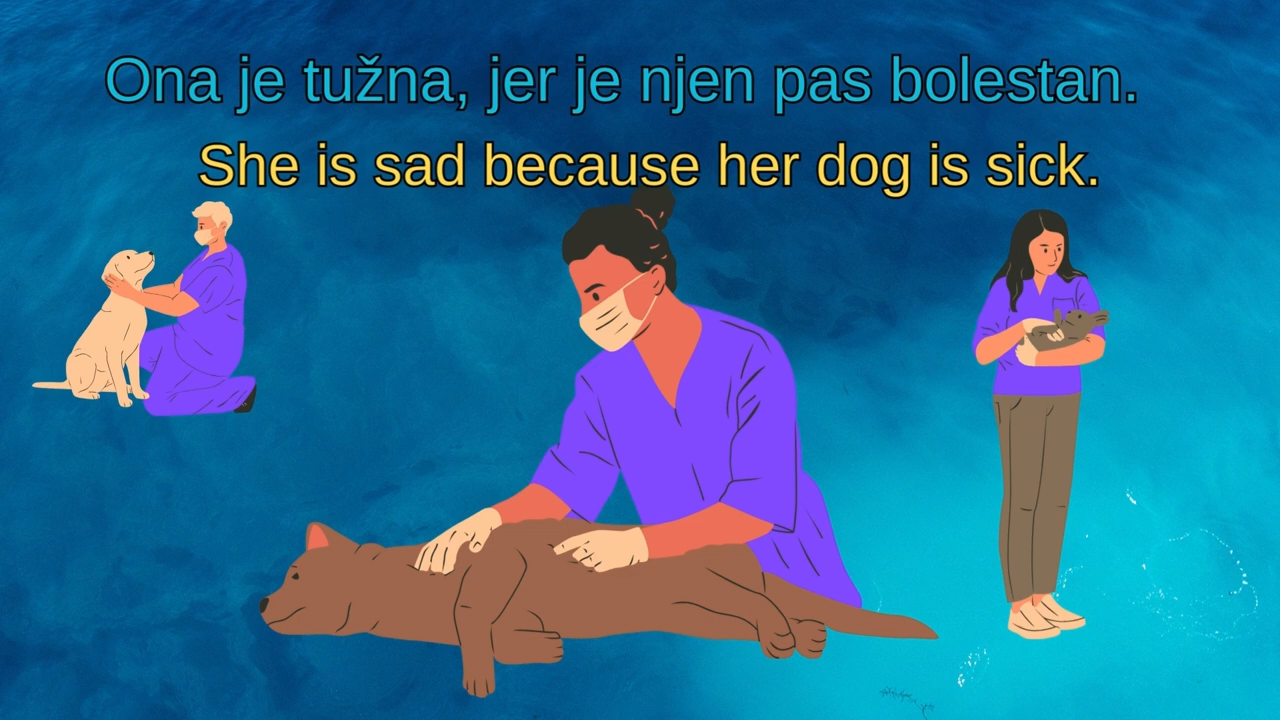 Ona je tužna, jer je njen pas bolestan.
She is sad because her dog is sick.